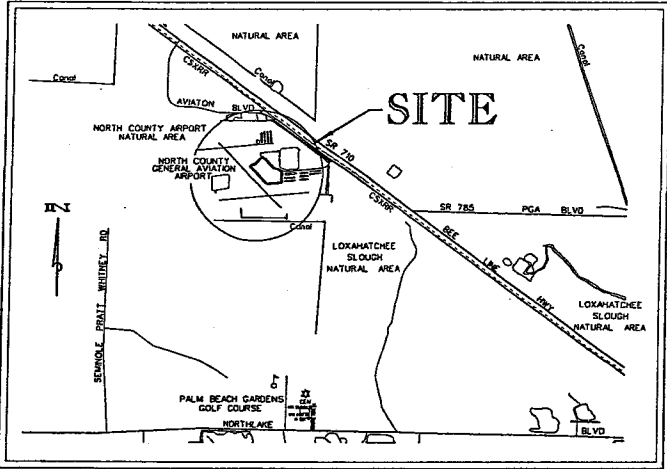 NATURAL AREA
NATURAL AREA
Canal
CSXRR
Canal
Canal
AVIATON BLVD
SITE
NORTH COUNTY AIRPORT
NATURAL AREA
SR 710
NORTH COUNTY
GENERAL AVIATION
AIRPORT
CSXRR
SR 785 PGA BLVD
N
Canal
BEE LINE HWY
LOXAHATCHEE
SLOUGH
NATURAL AREA
LOXAHATCHEE
SLOUGH
NATURAL AREA
SEMINOLE PRATT WHITNEY RD
PALM BEACH GARDENS
GOLF COURSE
CEM
NORTHLAKE
BLVD